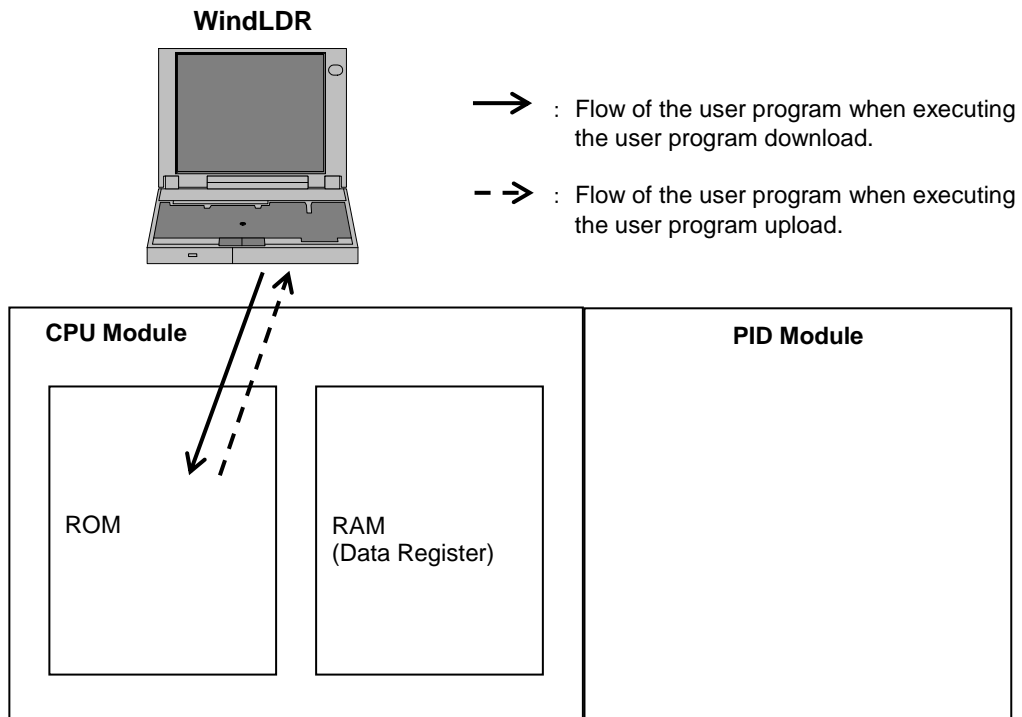 WindLDR
: Flow of the user program when executing
the user program download.
: Flow of the user program when executing
the user program upload.
CPU Module
PID Module
ROM
RAM
(Data Register)